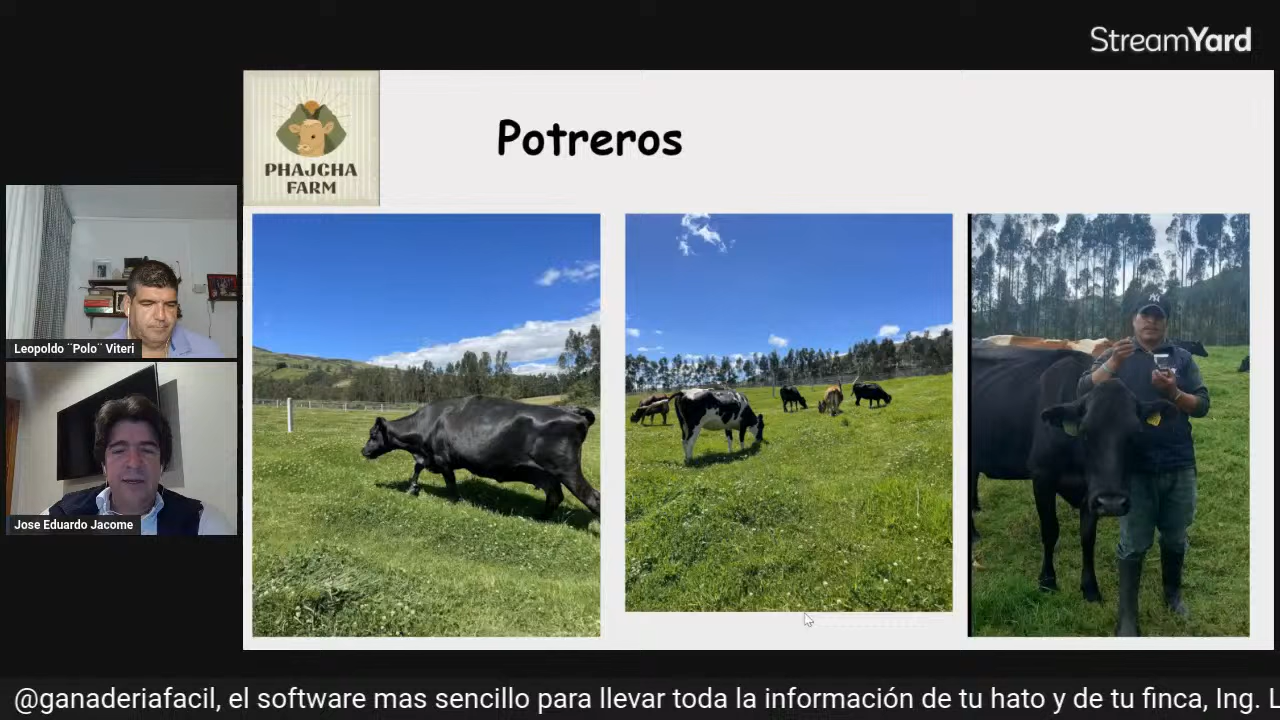 StreamYard
PHAJCHA
FARM
Potreros
Leopoldo ¨Polo¨ Viteri
Jose Eduardo Jacome
@ganaderiafacil, el software mas sencillo para llevar toda la información de tu hato y de tu finca, Ing. L